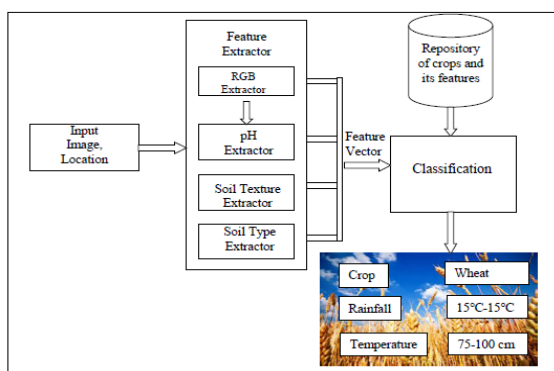 Feature
Extractor
RGB
Extractor
pH
Extractor
Soil Texture
Extractor
Soil Type
Extractor
Input
Image,
Location
Feature
Vector
Repository
of crops and
its features
Classification
Crop
Wheat
Rainfall
15°C-15°C
Temperature
75-100 cm